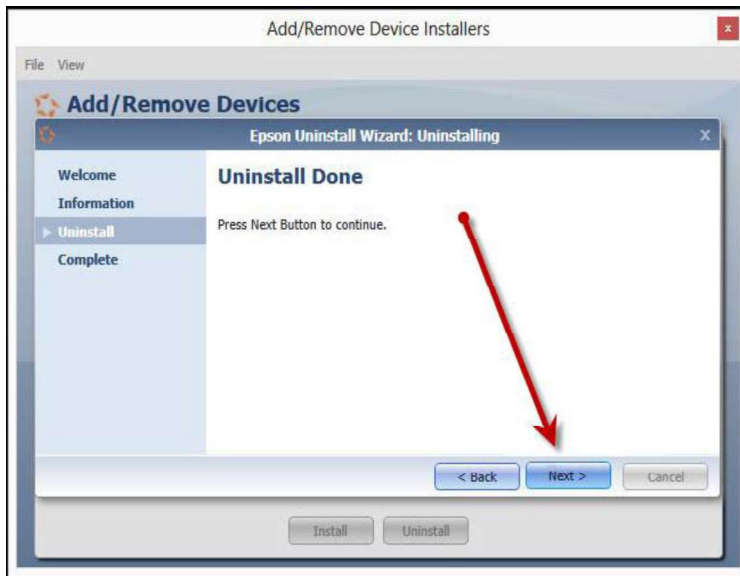 Add/Remove Device Installers
x
File View
Add/Remove Devices
Epson Uninstall Wizard: Uninstalling
X
Welcome
Information
Uninstall
Complete
Uninstall Done
Press Next Button to continue.
< Back Next > Cancel
Install Uninstall